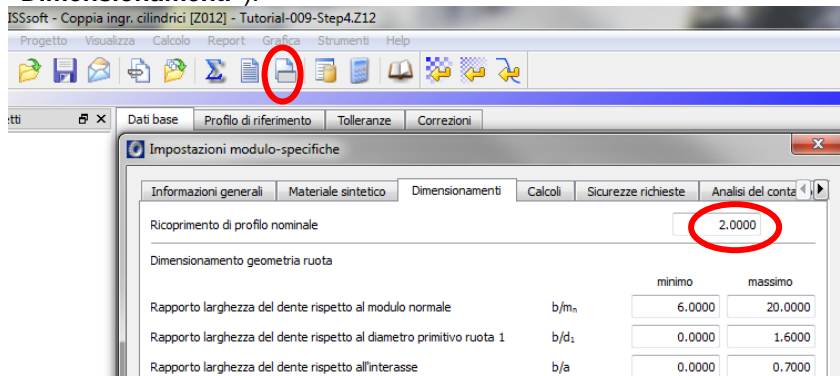 Dimensionamenti").
ISSsoft - Coppia ingr. cilindrici [Z012] - Tutorial-009-Step4.Z12
Progetto Visualizza Calcolo Report Grafica Strumenti Help
tti Dati base Profilo di riferimento Tolleranze Correzioni
Impostazioni modulo-specifiche
Informazioni generali Materiale sintetico Dimensionamenti Calcoli Sicurezze richieste Analisi del conta
Ricoprimento di profilo nominale 2.0000
Dimensionamento geometria ruota
minimo massimo
Rapporto larghezza del dente rispetto al modulo normale b/mₙ 6.0000 20.0000
Rapporto larghezza del dente rispetto al diametro primitivo ruota 1 b/d₁ 0.0000 1.6000
Rapporto larghezza del dente rispetto all'interasse b/a 0.0000 0.7000